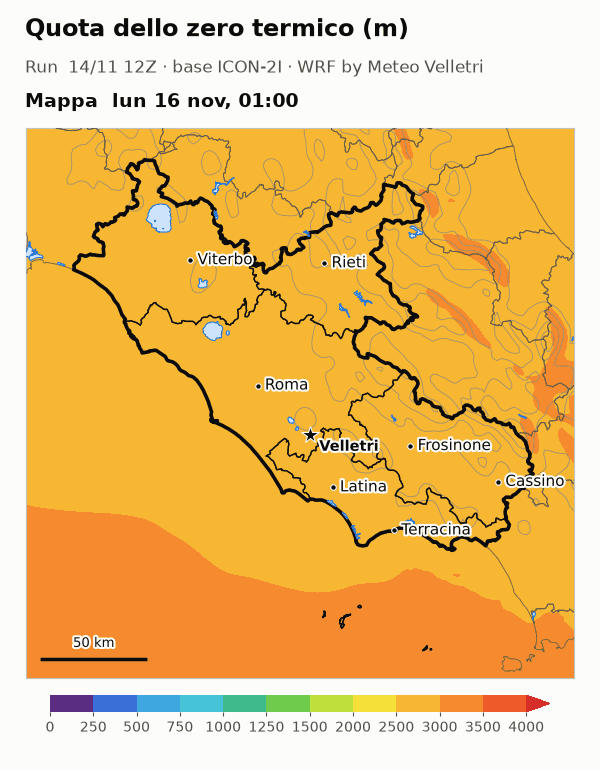 Quota dello zero termico (m)
Run  14/11 12Z · base ICON-2I · WRF by Meteo Velletri
Mappa  lun 16 nov, 01:00
Viterbo
Rieti
Roma
Velletri
Frosinone
Cassino
Latina
Terracina
50 km
0 250 500 750 1000 1250 1500 2000 2500 3000 3500 4000